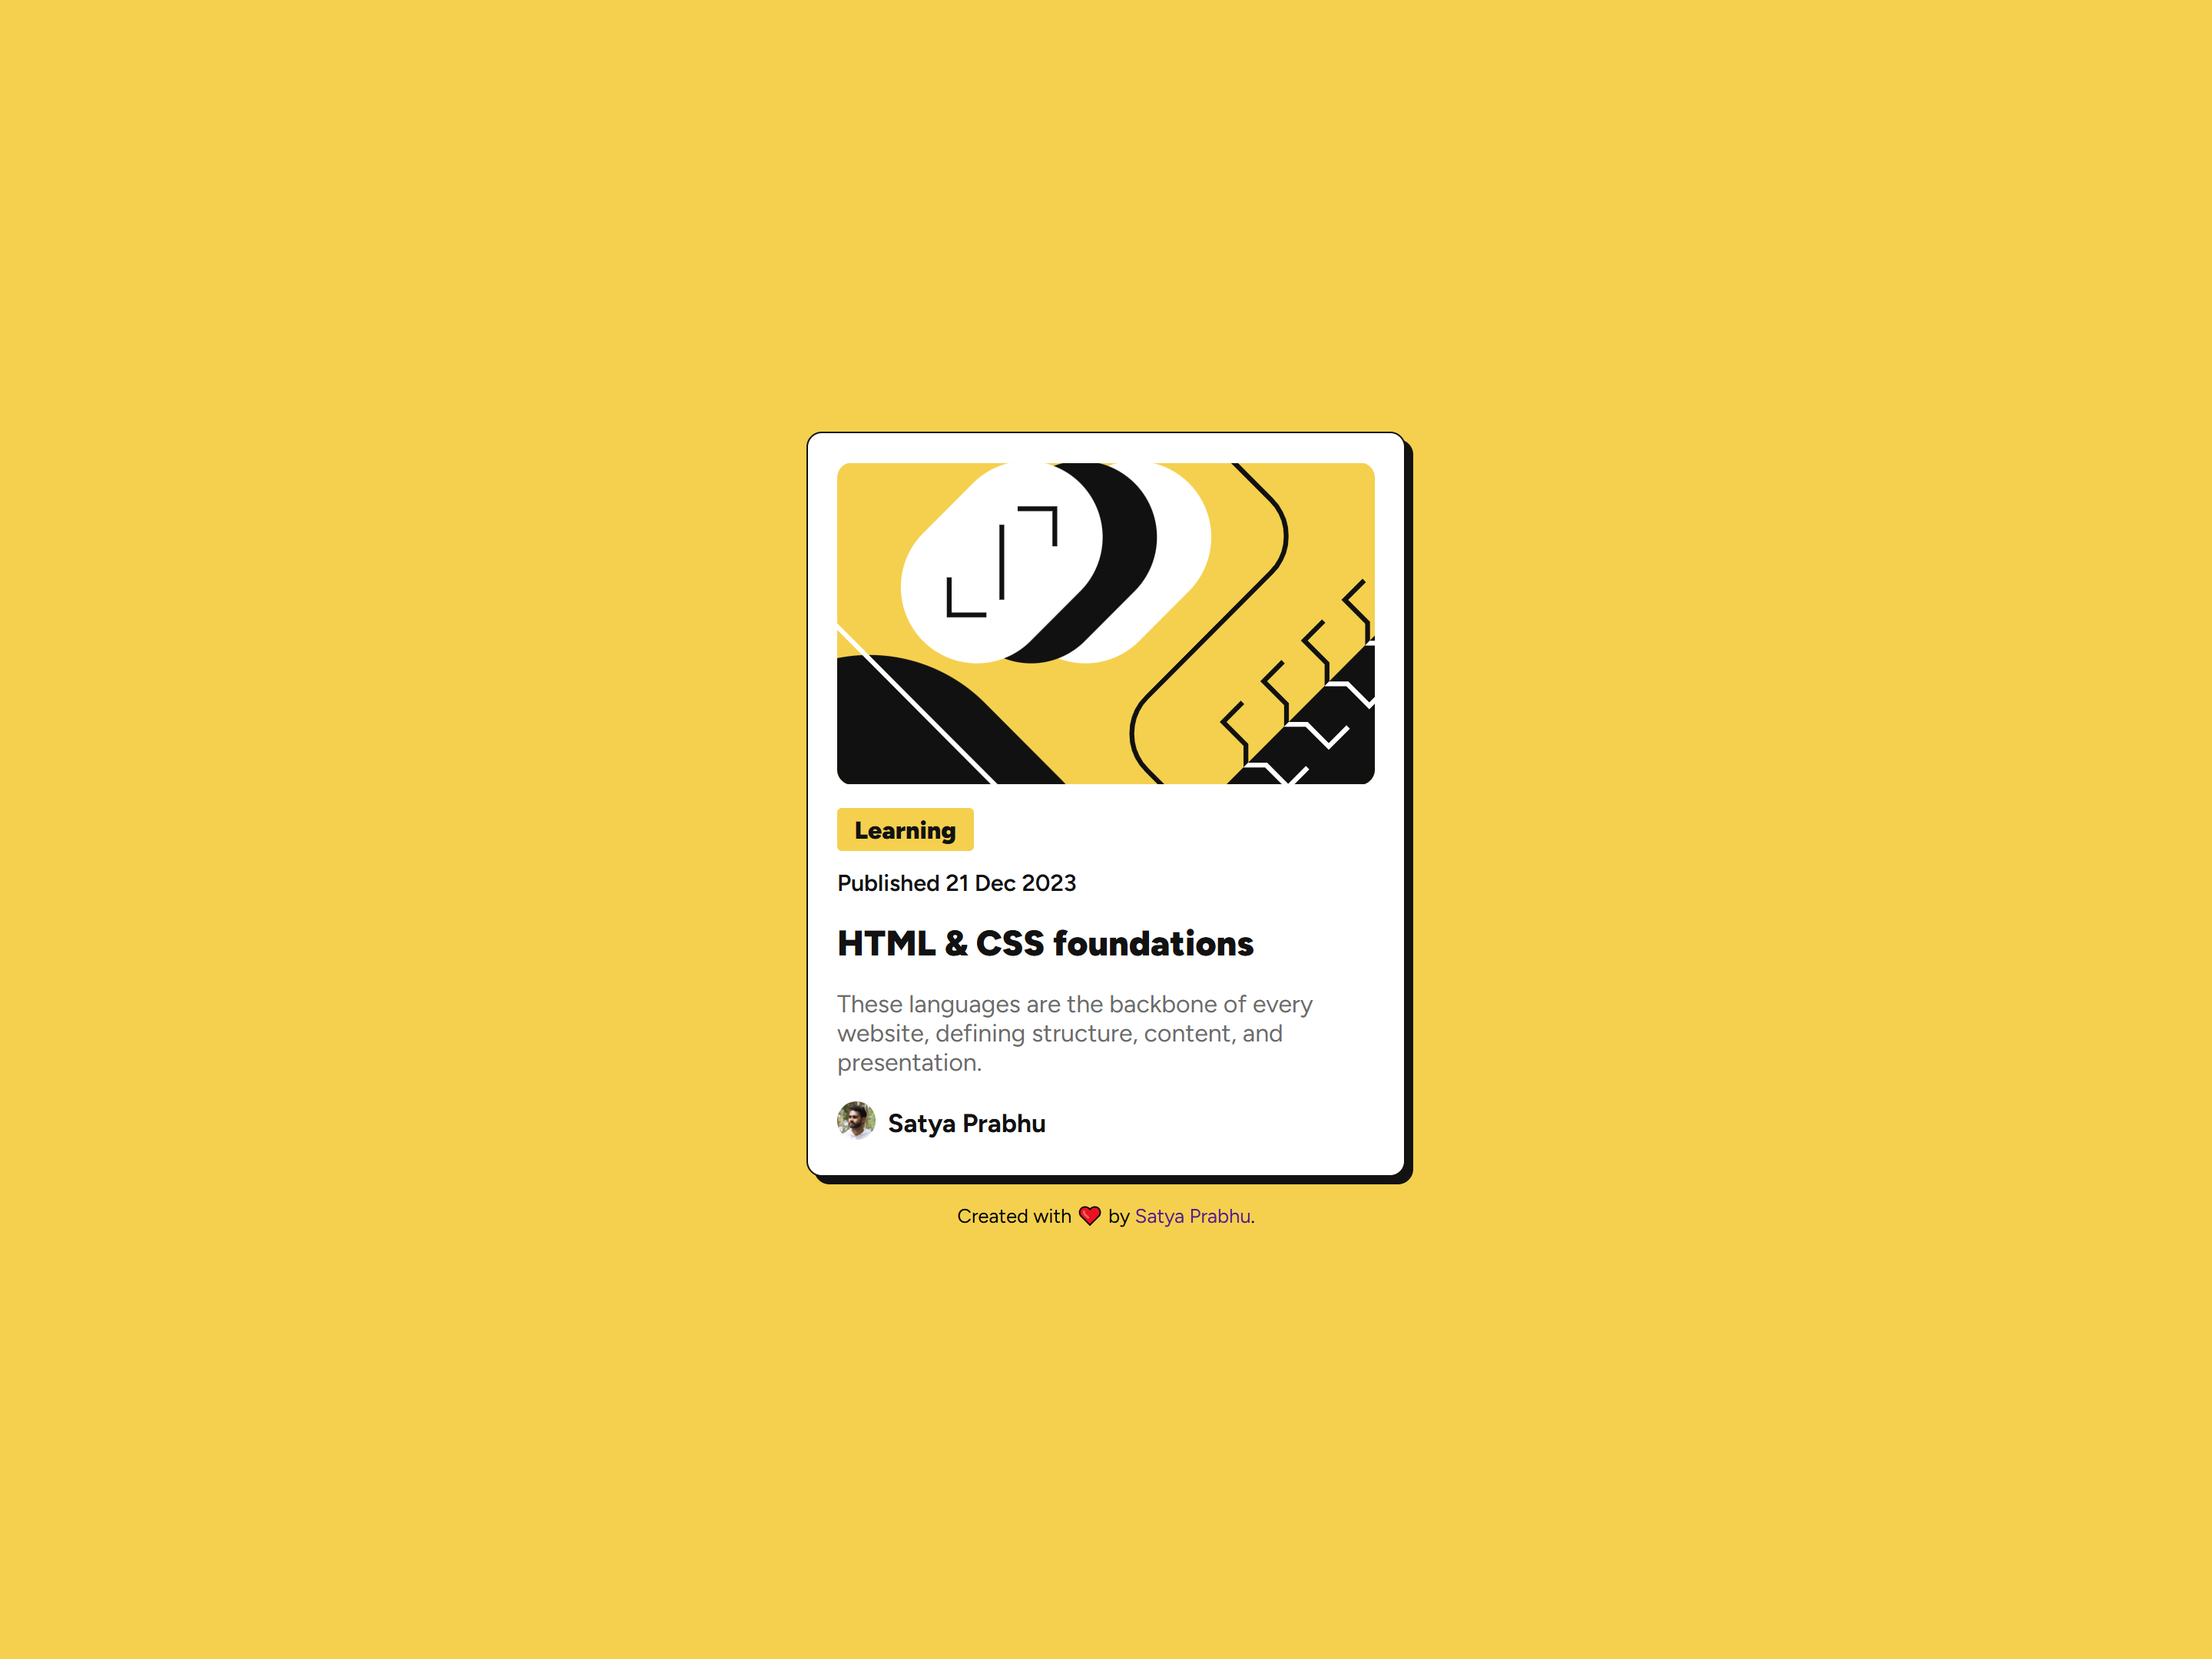 Learning
Published 21 Dec 2023
HTML & CSS foundations
These languages are the backbone of every
website, defining structure, content, and
presentation.
Satya Prabhu
Created with ❤️ by Satya Prabhu.